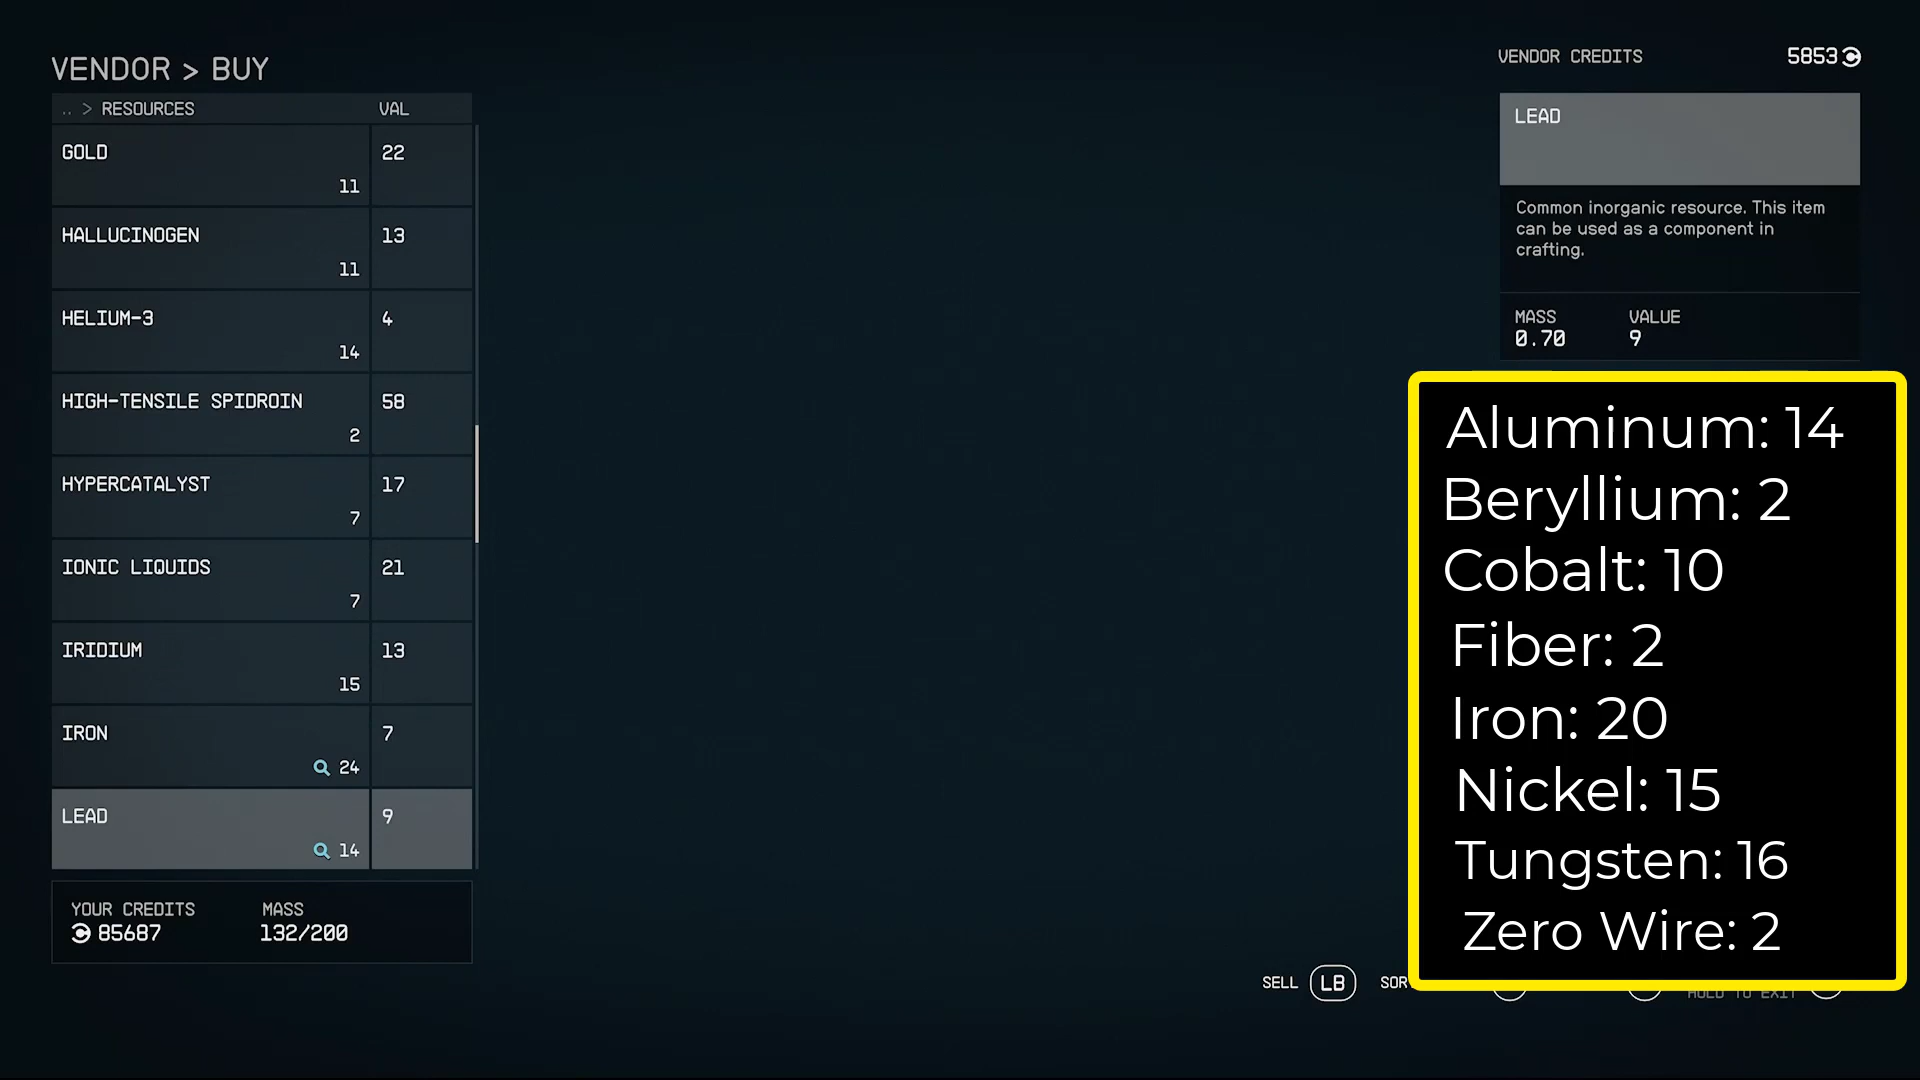 VENDOR > BUY
.. > RESOURCES VAL
GOLD 22
11
HALLUCINOGEN 13
11
HELIUM-3 4
14
HIGH-TENSILE SPIDROIN 58
2
HYPERCATALYST 17
7
IONIC LIQUIDS 21
7
IRIDIUM 13
15
IRON 7
24
LEAD 9
14
YOUR CREDITS MASS
85687 132/200
VENDOR CREDITS 5853
LEAD
Common inorganic resource. This item
can be used as a component in
crafting.
MASS VALUE
0.70 9
Aluminum: 14
Beryllium: 2
Cobalt: 10
Fiber: 2
Iron: 20
Nickel: 15
Tungsten: 16
Zero Wire: 2
SELL LB SOR
HOLD TO EXIT